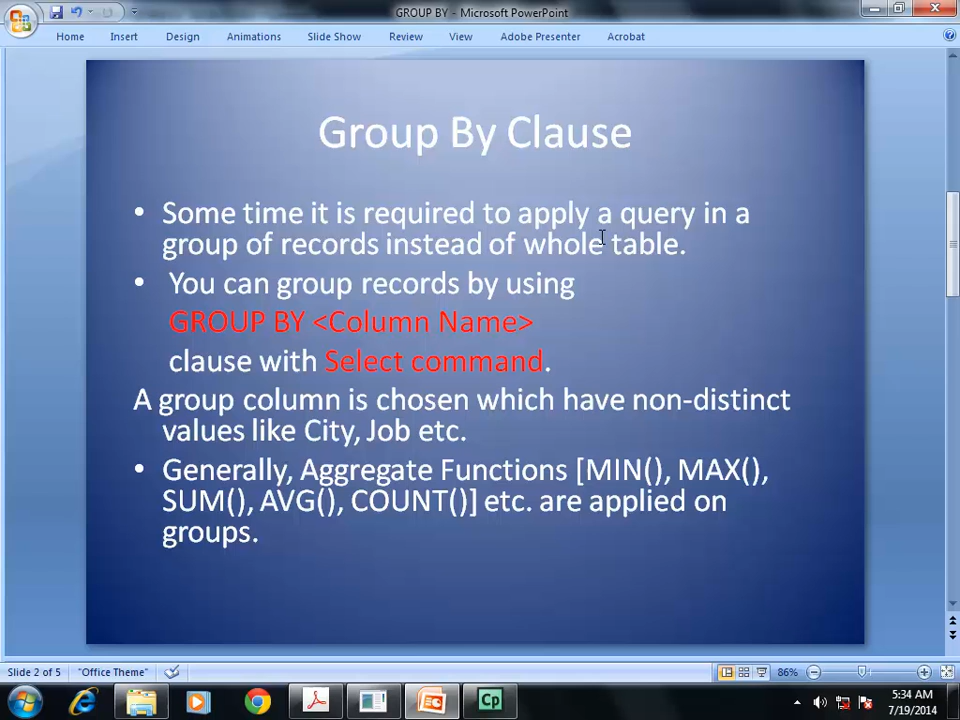 GROUP BY - Microsoft PowerPoint
Home Insert Design Animations Slide Show Review View Adobe Presenter Acrobat
Group By Clause
• Some time it is required to apply a query in a
group of records instead of whole table.
• You can group records by using
GROUP BY <Column Name>
clause with Select command.
A group column is chosen which have non-distinct
values like City, Job etc.
• Generally, Aggregate Functions [MIN(), MAX(),
SUM(), AVG(), COUNT()] etc. are applied on
groups.
Slide 2 of 5 "Office Theme" 86%
Cp
5:34 AM
7/19/2014